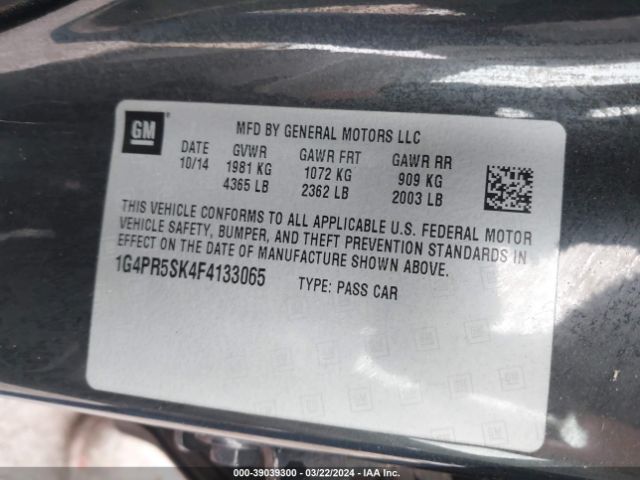 GM
MFD BY GENERAL MOTORS LLC
DATE GVWR GAWR FRT GAWR RR
10/14 1981 KG 1072 KG 909 KG
4365 LB 2362 LB 2003 LB
THIS VEHICLE CONFORMS TO ALL APPLICABLE U.S. FEDERAL MOTOR
VEHICLE SAFETY, BUMPER, AND THEFT PREVENTION STANDARDS IN
EFFECT ON THE DATE OF MANUFACTURE SHOWN ABOVE.
1G4PR5SK4F4133065 TYPE: PASS CAR
000-39039300 - 03/22/2024 - IAA Inc.